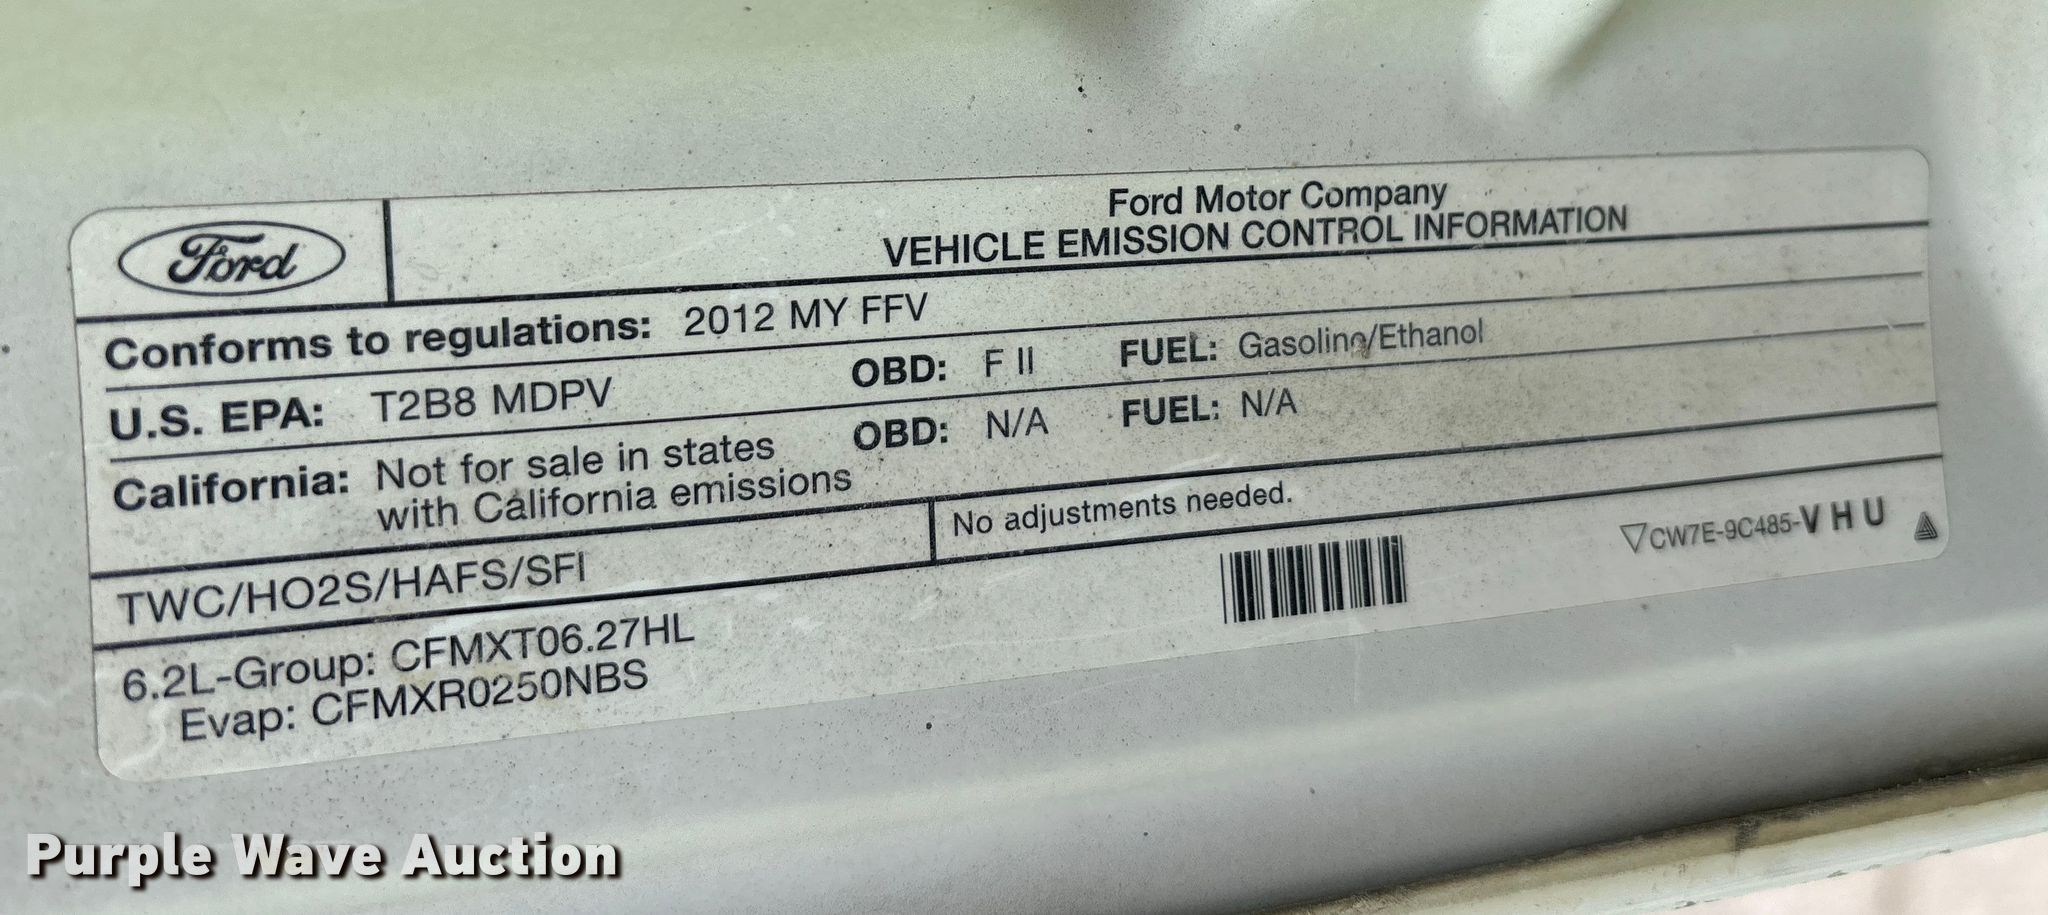 Ford
Ford Motor Company
VEHICLE EMISSION CONTROL INFORMATION
Conforms to regulations: 2012 MY FFV
U.S. EPA: T2B8 MDPV OBD: F II FUEL: Gasoline/Ethanol
California: Not for sale in states with California emissions OBD: N/A FUEL: N/A
TWC/HO2S/HAFS/SFI
No adjustments needed.
6.2L-Group: CFMXT06.27HL
Evap: CFMXR0250NBS
CW7E-9C485-VHU
Purple Wave Auction